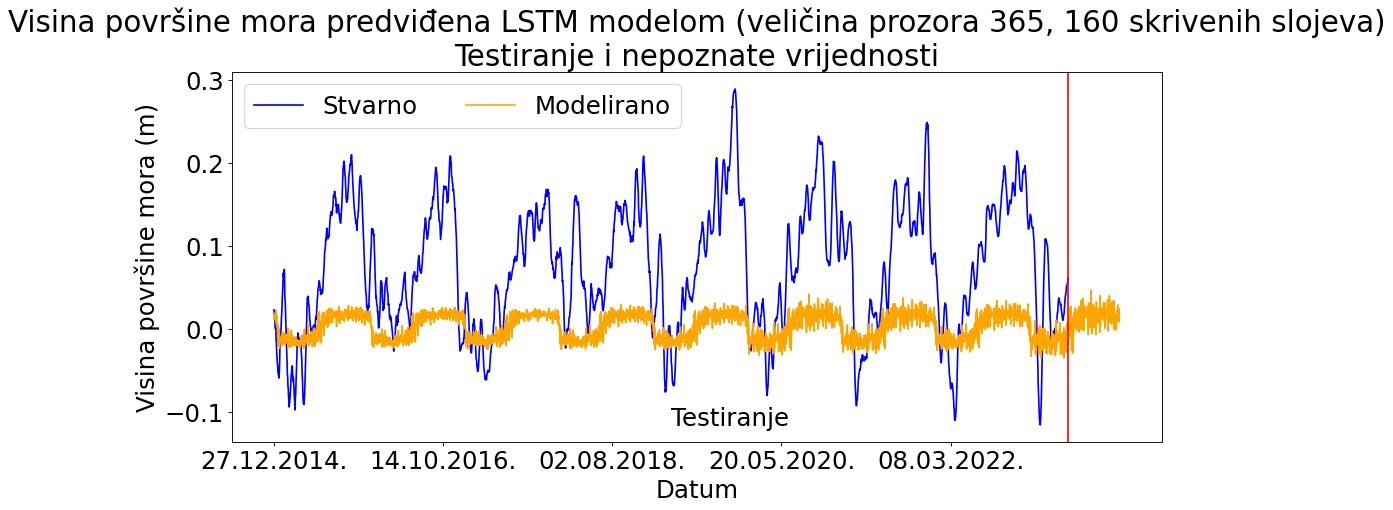 Visina površine mora predviđena LSTM modelom (veličina prozora 365, 160 skrivenih slojeva)
Testiranje i nepoznate vrijednosti
Stvarno
Modelirano
Visina površine mora (m)
0.3
0.2
0.1
0.0
−0.1
Testiranje
27.12.2014.
14.10.2016.
02.08.2018.
20.05.2020.
08.03.2022.
Datum